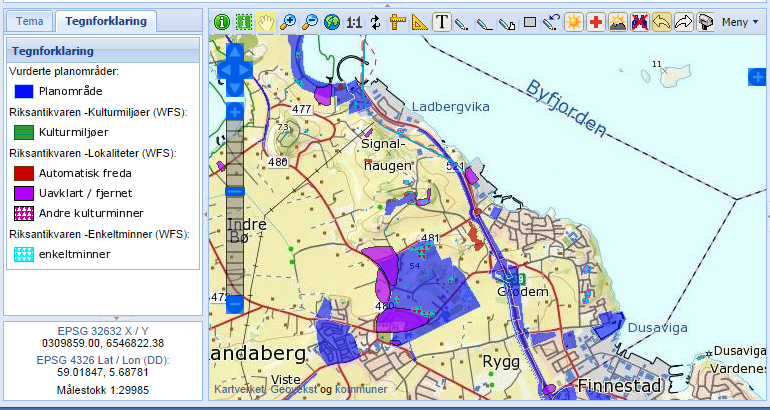 Tema
Tegnforklaring
1:1
T
Meny
Tegnforklaring
Vurderte planområder:
Planområde
Riksantikvaren -Kulturmiljøer (WFS):
Kulturmiljøer
Riksantikvaren -Lokaliteter (WFS):
Automatisk freda
Uavklart / fjernet
Andre kulturminner
Riksantikvaren -Enkeltminner (WFS):
enkeltminner
EPSG 32632 X / Y
0309859.00, 6546822.38
EPSG 4326 Lat / Lon (DD):
59.01847, 5.68781
Målestokk 1:29985
11
Byfjorden
477
Ladbergvika
73
Signal-
haugen
480
521
Indre
Bø
481
54
478
Grødem
480
Dusaviga
andaberg
Rygg
Dusaviga
Vardenes
Viste
Finnestad
Kartverket, Geovekst og kommuner